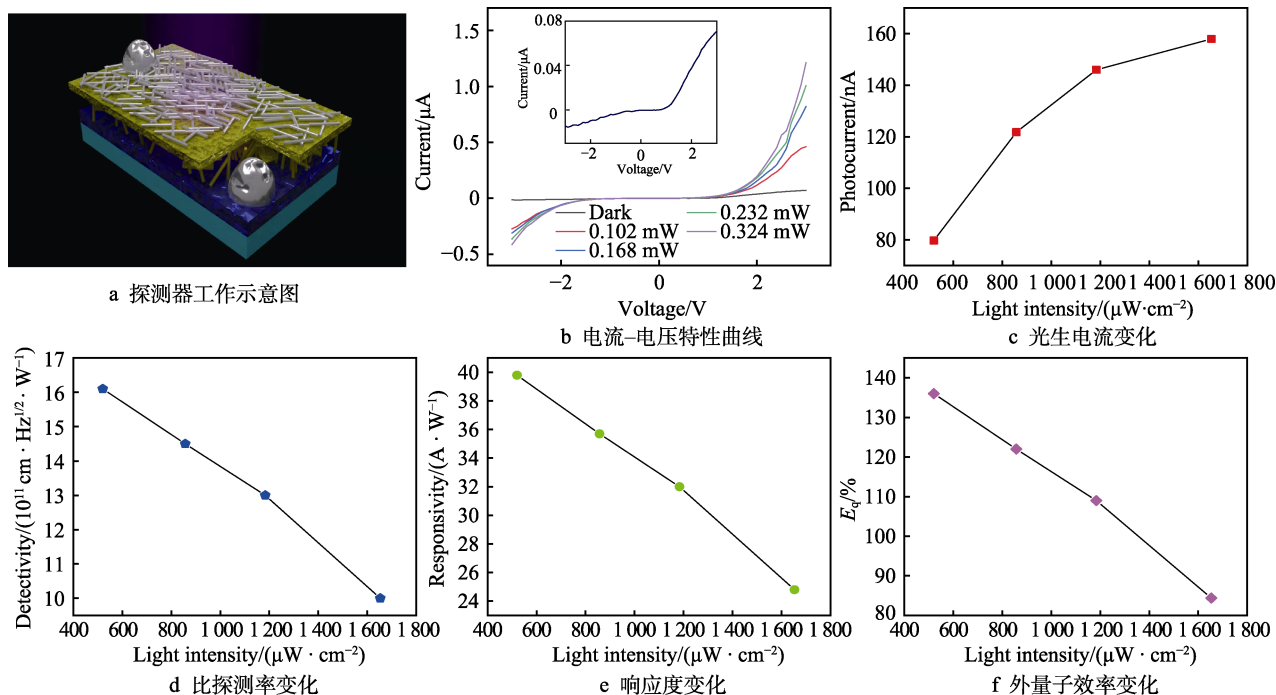 a 探测器工作示意图
0.08
0.04
0
Current/μA
−2
0
2
Voltage/V
1.5
1.0
0.5
0
−0.5
Current/μA
Dark
0.102 mW
0.168 mW
0.232 mW
0.324 mW
−2
0
2
Voltage/V
b 电流–电压特性曲线
160
140
120
100
80
Photocurrent/nA
400 600 800 1 000 1 200 1 400 1 600 1 800
Light intensity/(μW·cm⁻²)
c 光生电流变化
17
16
15
14
13
12
11
10
Detectivity/(10¹¹ cm · Hz¹/² · W⁻¹)
400 600 800 1 000 1 200 1 400 1 600 1 800
Light intensity/(μW · cm⁻²)
d 比探测率变化
40
38
36
34
32
30
28
26
24
Responsivity/(A · W⁻¹)
400 600 800 1 000 1 200 1 400 1 600 1 800
Light intensity/(μW · cm⁻²)
e 响应度变化
140
130
120
110
100
90
80
Eq/%
400 600 800 1 000 1 200 1 400 1 600 1 800
Light intensity/(μW · cm⁻²)
f 外量子效率变化